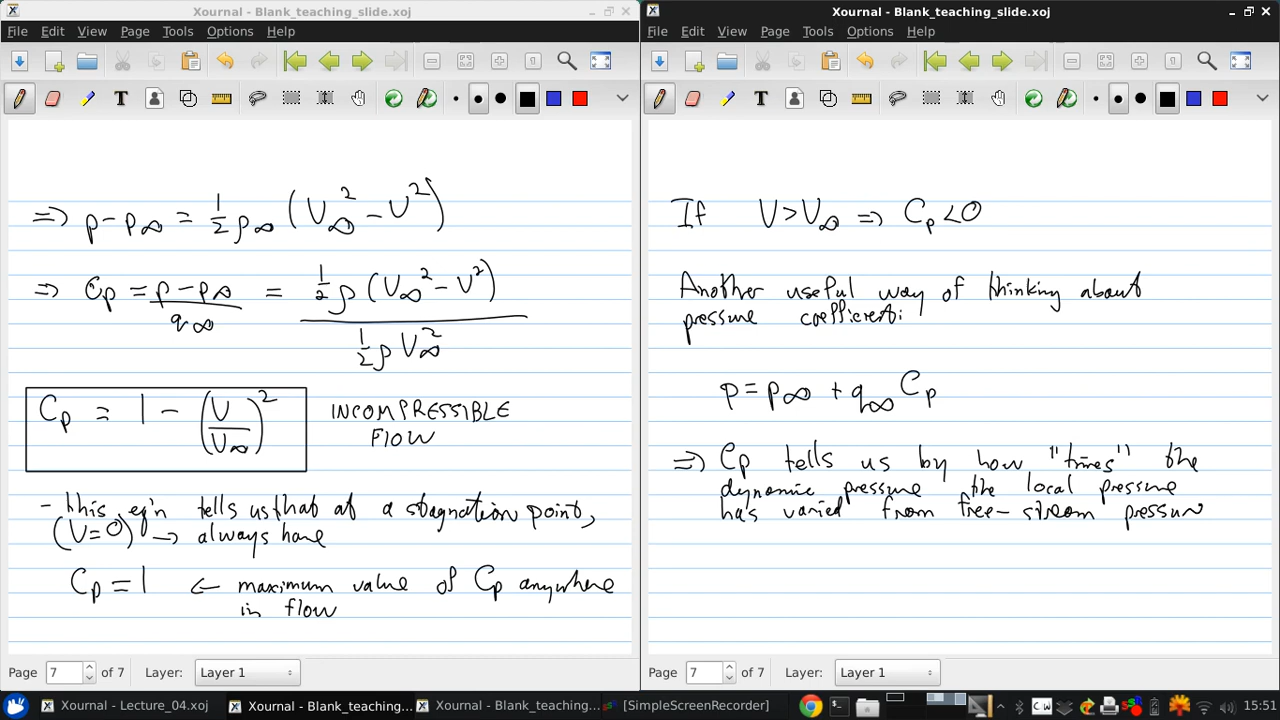 Xournal - Blank_teaching_slide.xoj
File Edit View Page Tools Options Help
⇒ p - p∞ = 1/2 ρ∞ (V∞² - V²)
⇒ Cp = (p - p∞)/q∞ = (1/2 ρ (V∞² - V²))/(1/2 ρ V∞²)
Cp = 1 - (V/V∞)²
INCOMPRESSIBLE
FLOW
- this eq'n tells us that at a stagnation point,
(V=0) → always have
Cp = 1 ← maximum value of Cp anywhere
in flow
Page 7 of 7 Layer: Layer 1
Xournal - Blank_teaching_slide.xoj
File Edit View Page Tools Options Help
If V > V∞ ⇒ Cp < 0
Another useful way of thinking about
pressure coefficient:
p = p∞ + q∞ Cp
⇒ Cp tells us by how "times" the
dynamic pressure the local pressure
has varied from free-stream pressure
Page 7 of 7 Layer: Layer 1
Xournal - Lecture_04.xoj
Xournal - Blank_teaching...
Xournal - Blank_teaching...
[SimpleScreenRecorder]
15:51